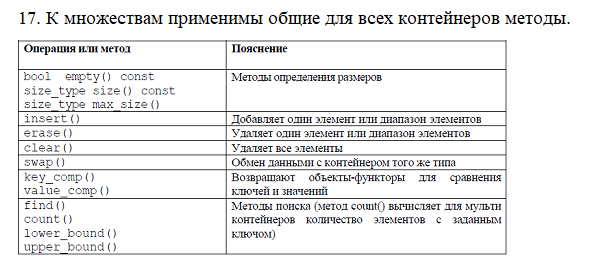 17. К множествам применимы общие для всех контейнеров методы.
Операция или метод Пояснение
bool empty() const Методы определения размеров
size_type size() const
size_type max_size()
insert() Добавляет один элемент или диапазон элементов
erase() Удаляет один элемент или диапазон элементов
clear() Удаляет все элементы
swap() Обмен данными с контейнером того же типа
key_comp() Возвращают объекты-функторы для сравнения
value_comp() ключей и значений
find() Методы поиска (метод count() вычисляет для мульти
count() контейнеров количество элементов с заданным
lower_bound() ключом)
upper_bound()